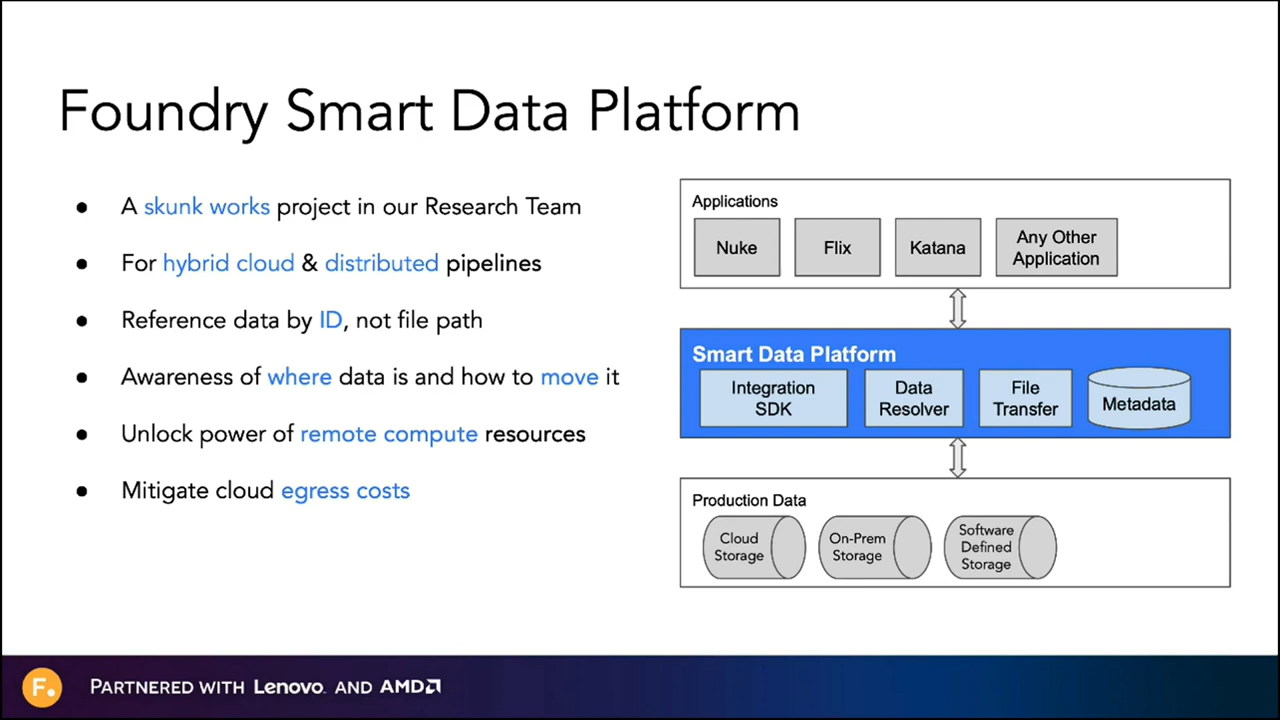 Foundry Smart Data Platform
● A skunk works project in our Research Team
● For hybrid cloud & distributed pipelines
● Reference data by ID, not file path
● Awareness of where data is and how to move it
● Unlock power of remote compute resources
● Mitigate cloud egress costs
Applications
Nuke
Flix
Katana
Any Other
Application
Smart Data Platform
Integration
SDK
Data
Resolver
File
Transfer
Metadata
Production Data
Cloud
Storage
On-Prem
Storage
Software
Defined
Storage
F.
PARTNERED WITH Lenovo. AND AMD